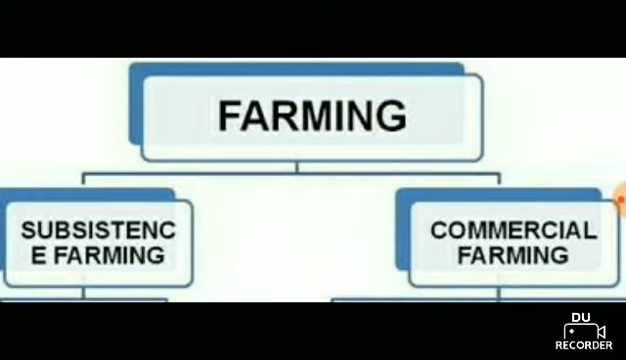 FARMING
SUBSISTENC
E FARMING
COMMERCIAL
FARMING
DU
RECORDER